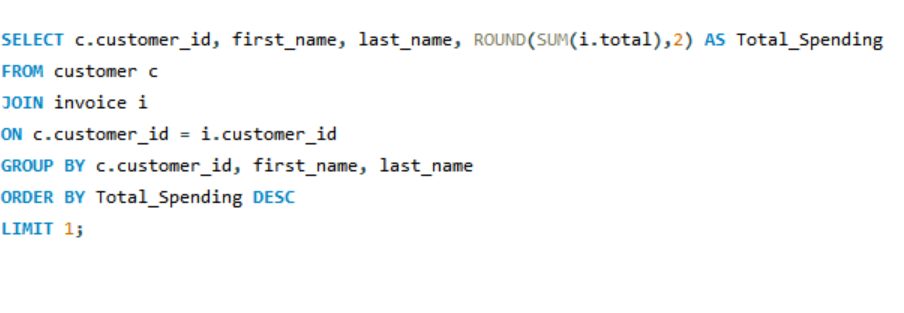 SELECT c.customer_id, first_name, last_name, ROUND(SUM(i.total),2) AS Total_Spending
FROM customer c
JOIN invoice i
ON c.customer_id = i.customer_id
GROUP BY c.customer_id, first_name, last_name
ORDER BY Total_Spending DESC
LIMIT 1;